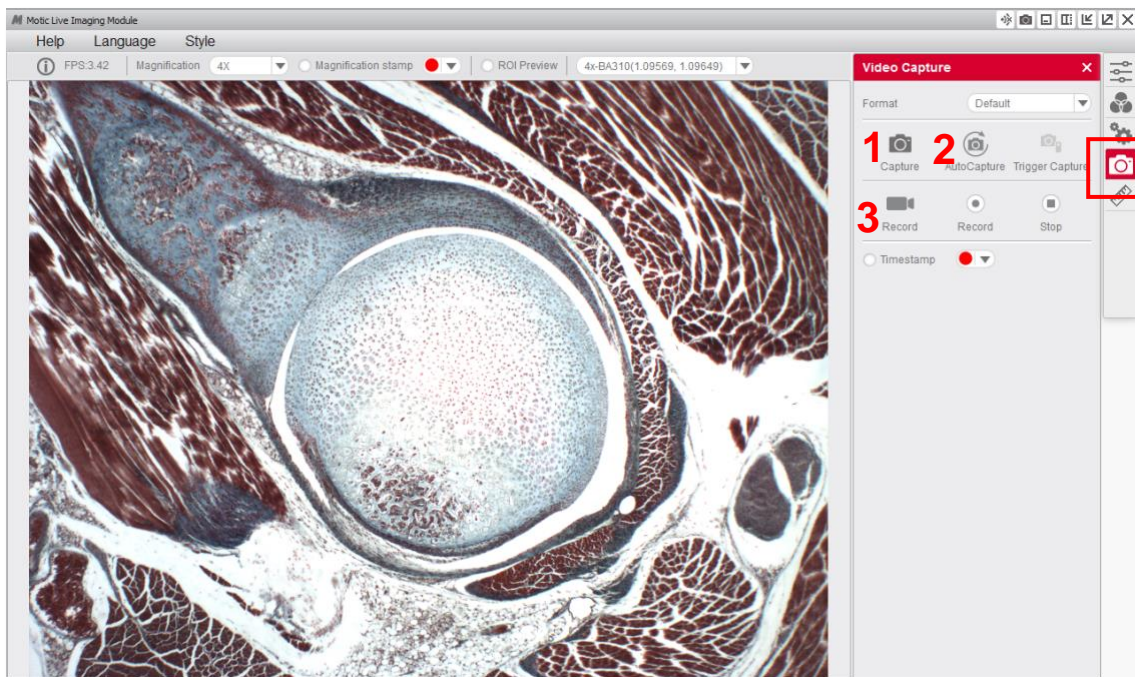 Motic Live Imaging Module
Help Language Style
FPS:3.42 Magnification 4X Magnification stamp ROI Preview 4x-BA310(1.09569, 1.09649)
Video Capture
Format Default
1 2
Capture AutoCapture Trigger Capture
3
Record Record Stop
Timestamp